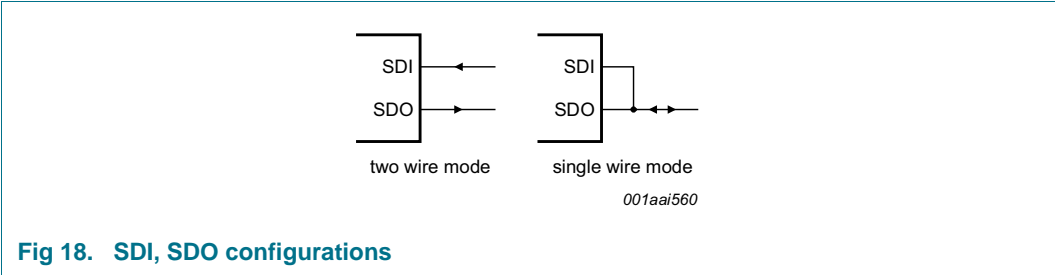 SDI
SDO
two wire mode
SDI
SDO
single wire mode
001aai560
Fig 18. SDI, SDO configurations